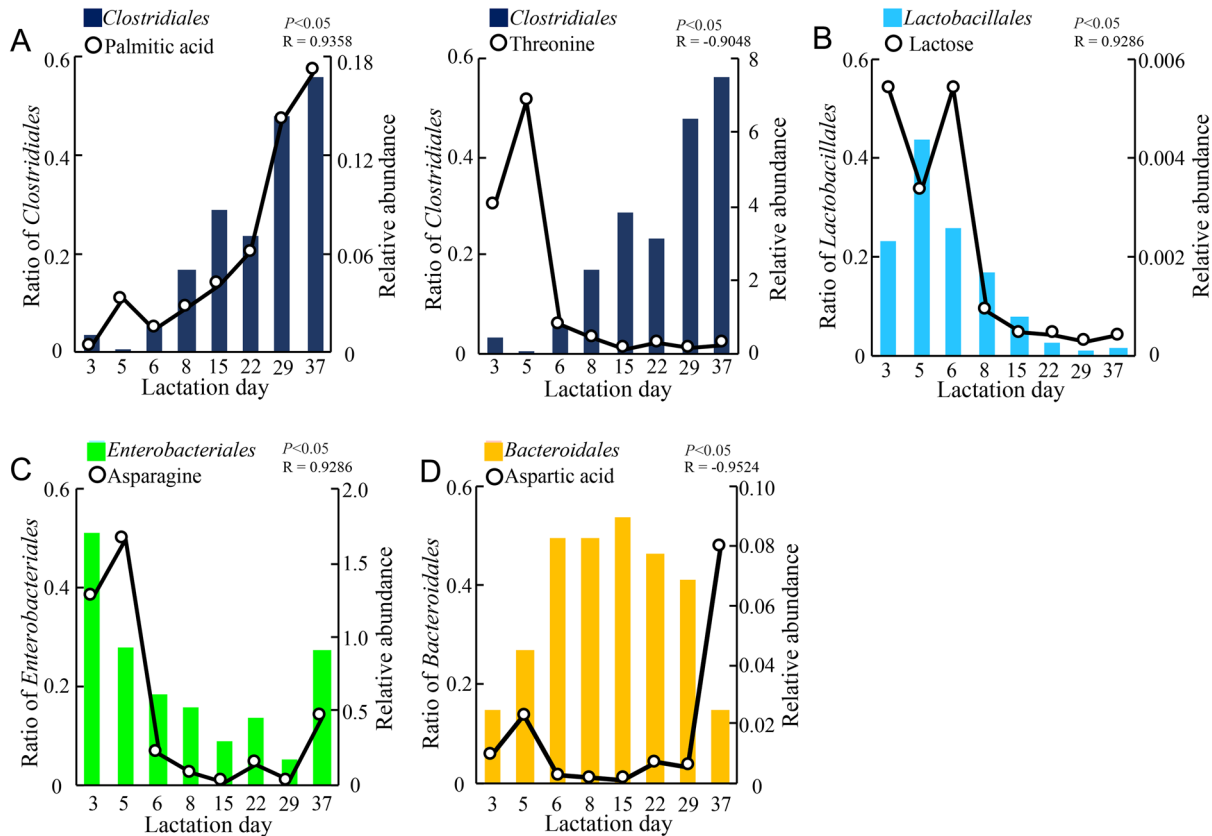 A
Clostridiales
Palmitic acid
P<0.05
R = 0.9358
Ratio of Clostridiales
0.6
0.4
0.2
0
0.18
0.12
0.06
0
Relative abundance
3 5 6 8 15 22 29 37
Lactation day
Clostridiales
Threonine
P<0.05
R = -0.9048
Ratio of Clostridiales
0.6
0.4
0.2
0
8
6
4
2
0
Relative abundance
3 5 6 8 15 22 29 37
Lactation day
B
Lactobacillales
Lactose
P<0.05
R = 0.9286
Ratio of Lactobacillales
0.6
0.4
0.2
0
0.006
0.004
0.002
0
Relative abundance
3 5 6 8 15 22 29 37
Lactation day
C
Enterobacteriales
Asparagine
P<0.05
R = 0.9286
Ratio of Enterobacteriales
0.6
0.4
0.2
0
2.0
1.5
1.0
0.5
0
Relative abundance
3 5 6 8 15 22 29 37
Lactation day
D
Bacteroidales
Aspartic acid
P<0.05
R = -0.9524
Ratio of Bacteroidales
0.6
0.4
0.2
0
0.10
0.08
0.06
0.04
0.02
0
Relative abundance
3 5 6 8 15 22 29 37
Lactation day